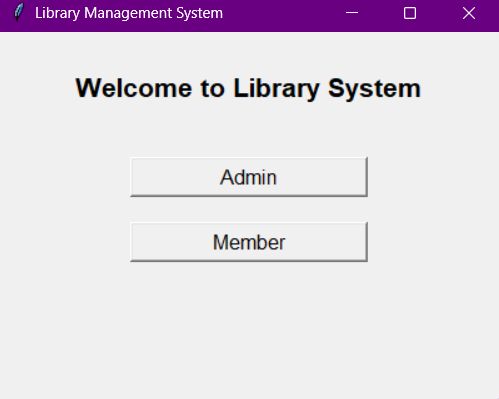 Library Management System
Welcome to Library System
Admin
Member